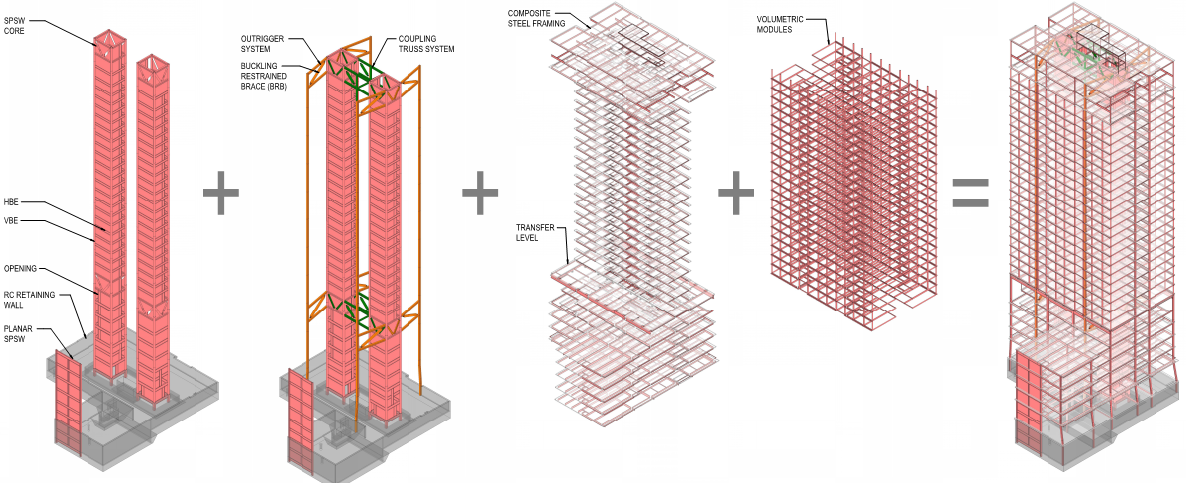 SPSW
CORE
HBE
VBE
OPENING
RC RETAINING
WALL
PLANAR
SPSW
+
OUTRIGGER
SYSTEM
BUCKLING
RESTRAINED
BRACE (BRB)
COUPLING
TRUSS SYSTEM
+
COMPOSITE
STEEL FRAMING
TRANSFER
LEVEL
+
VOLUMETRIC
MODULES
=